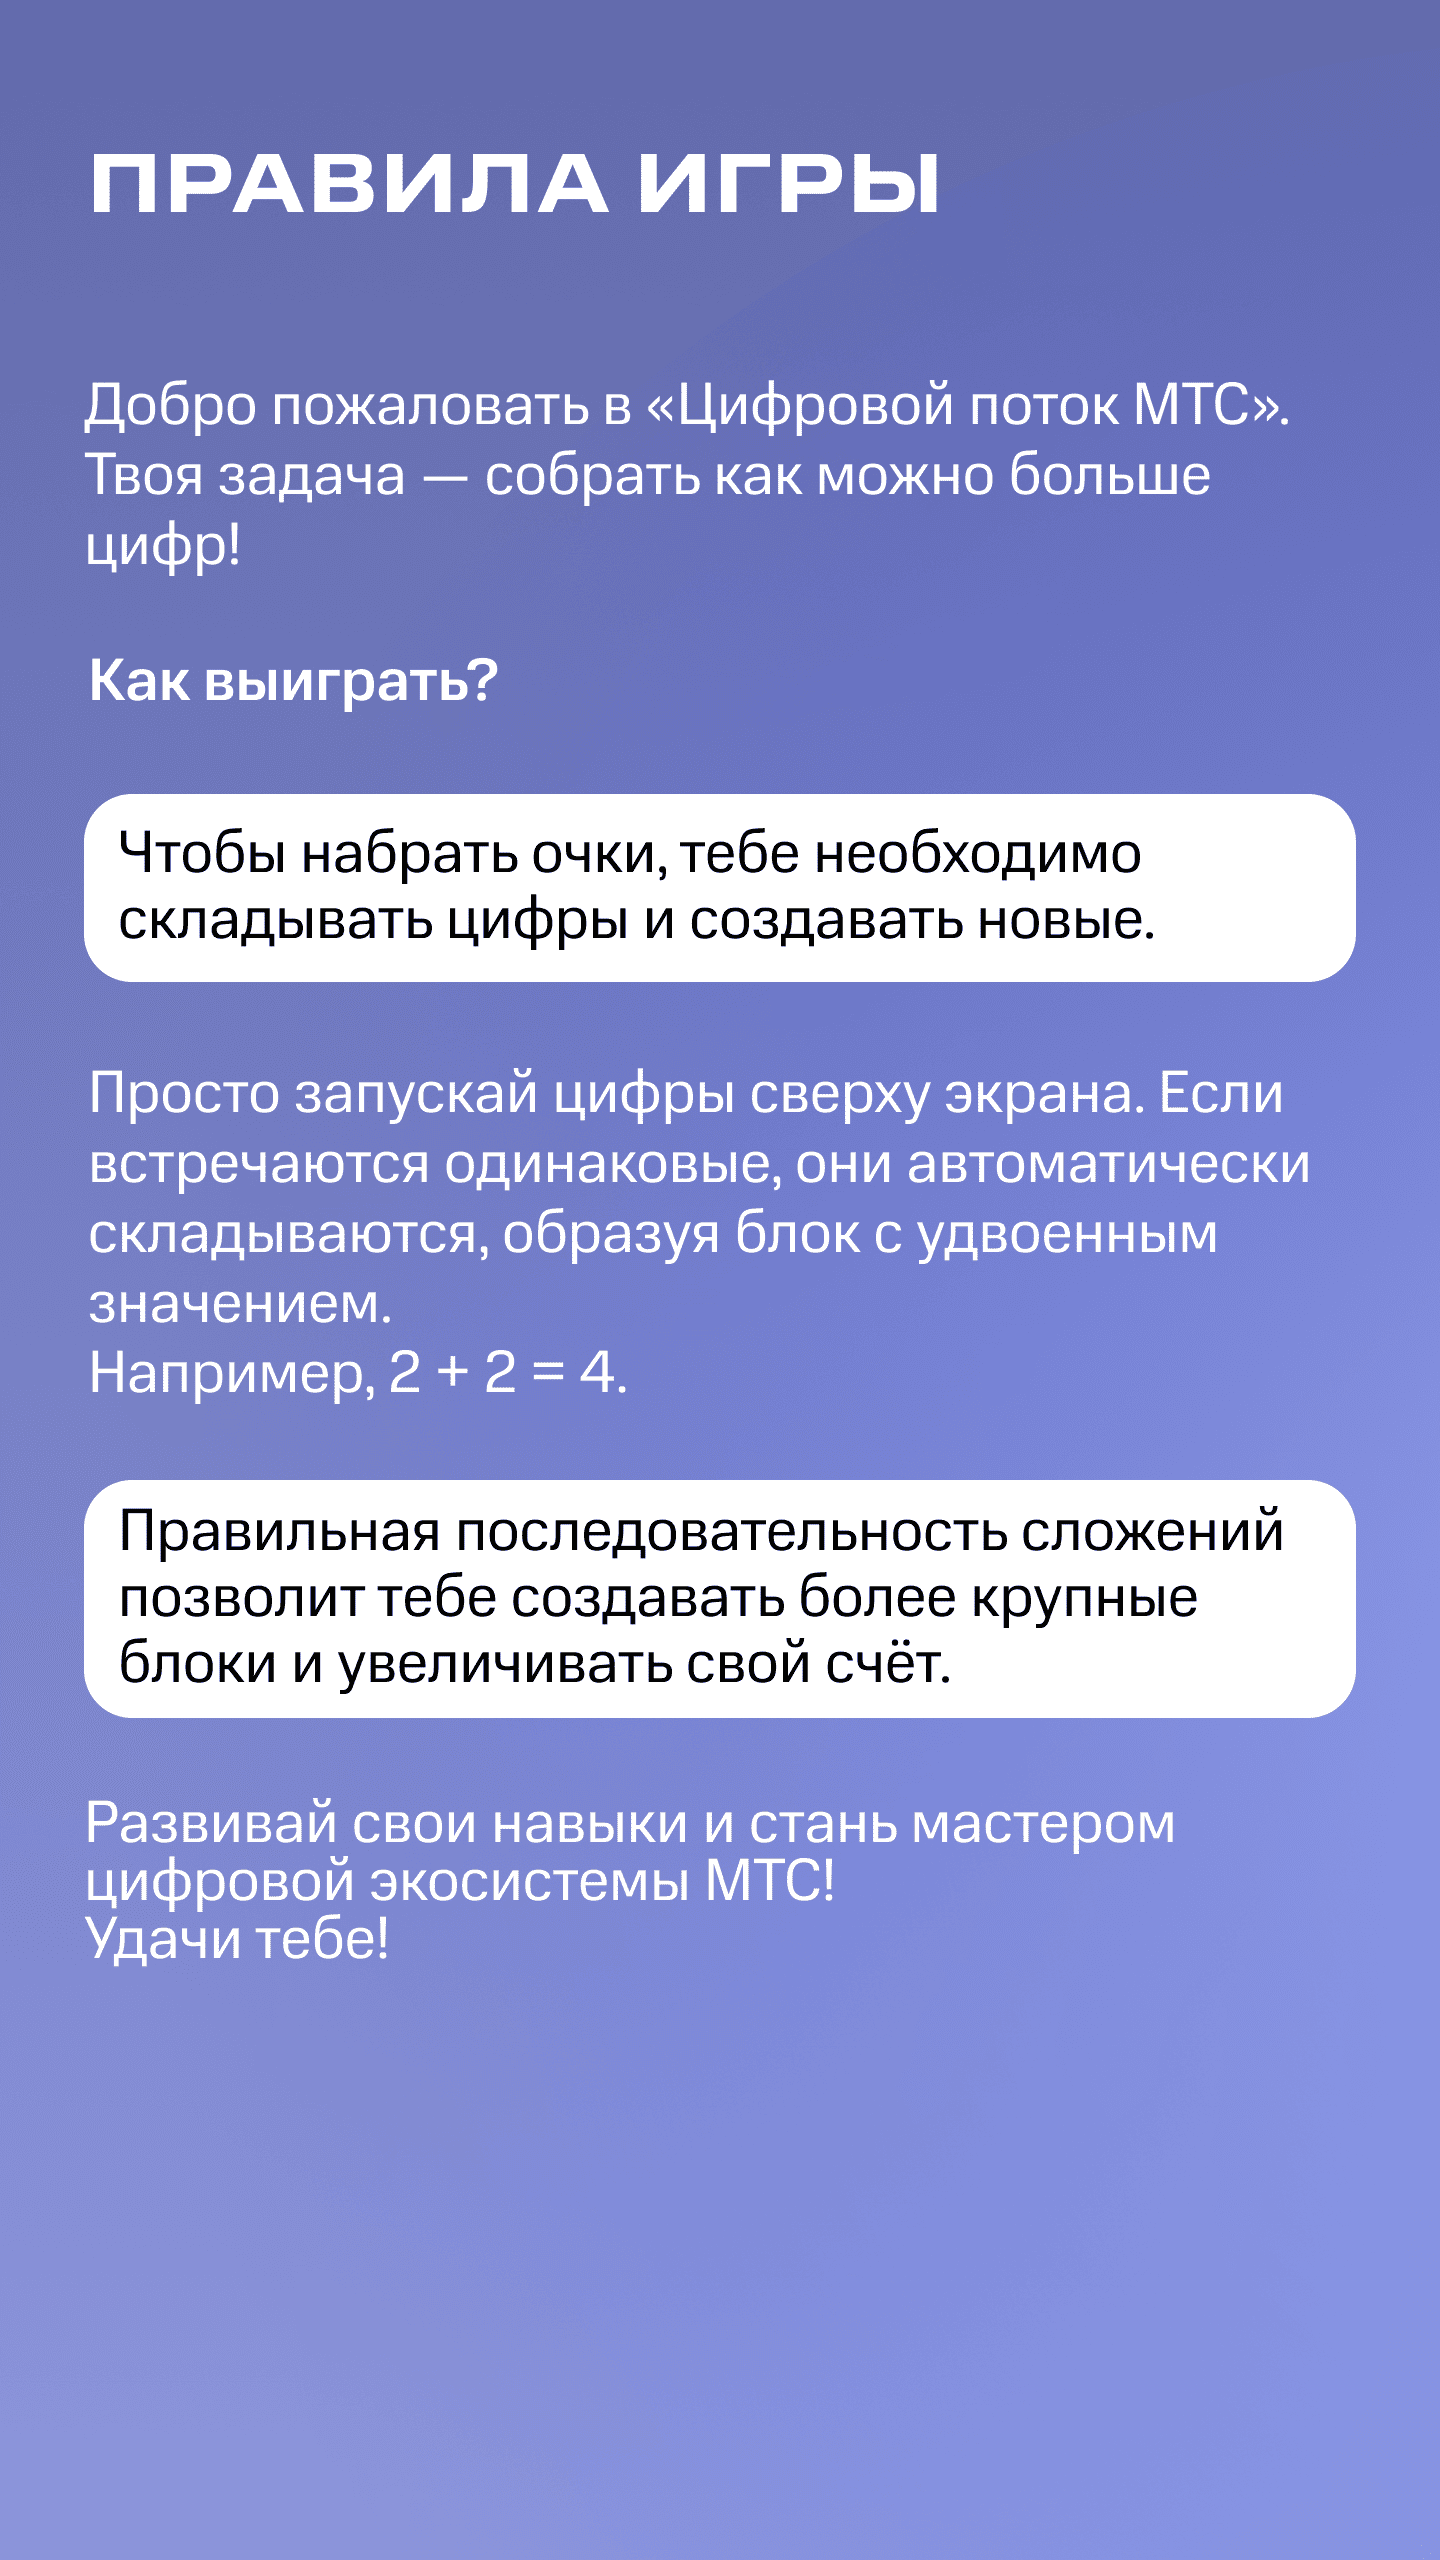 ПРАВИЛА ИГРЫ
Добро пожаловать в «Цифровой поток МТС».
Твоя задача — собрать как можно больше
цифр!
Как выиграть?
Чтобы набрать очки, тебе необходимо
складывать цифры и создавать новые.
Просто запускай цифры сверху экрана. Если
встречаются одинаковые, они автоматически
складываются, образуя блок с удвоенным
значением.
Например, 2 + 2 = 4.
Правильная последовательность сложений
позволит тебе создавать более крупные
блоки и увеличивать свой счёт.
Развивай свои навыки и стань мастером
цифровой экосистемы МТС!
Удачи тебе!